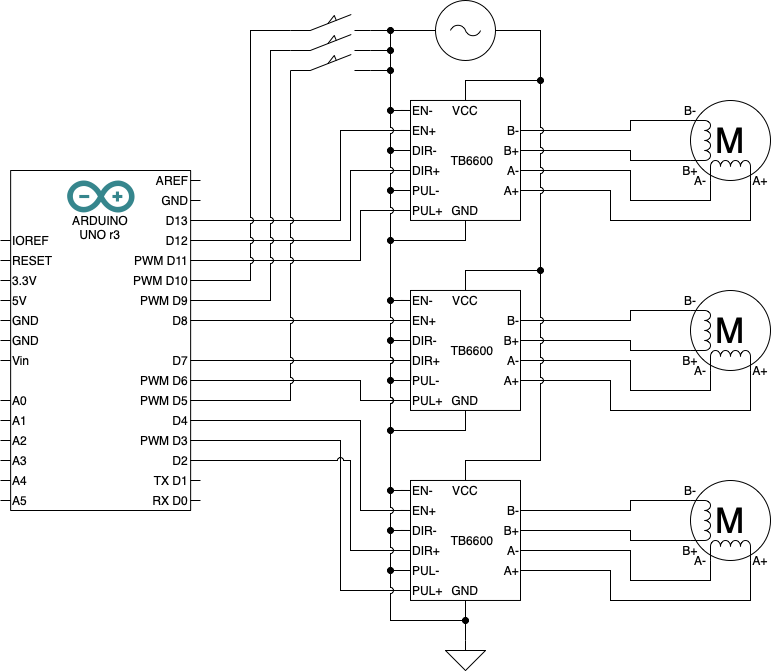 ARDUINO
UNO r3
IOREF
RESET
3.3V
5V
GND
GND
Vin
A0
A1
A2
A3
A4
A5
AREF
GND
D13
D12
PWM D11
PWM D10
PWM D9
D8
D7
PWM D6
PWM D5
D4
PWM D3
D2
TX D1
RX D0
EN- VCC
EN+ B-
DIR- B+
TB6600
DIR+ A-
PUL- A+
PUL+ GND
B-
M
B+
A- A+
EN- VCC
EN+ B-
DIR- B+
TB6600
DIR+ A-
PUL- A+
PUL+ GND
B-
M
B+
A- A+
EN- VCC
EN+ B-
DIR- B+
TB6600
DIR+ A-
PUL- A+
PUL+ GND
B-
M
B+
A- A+